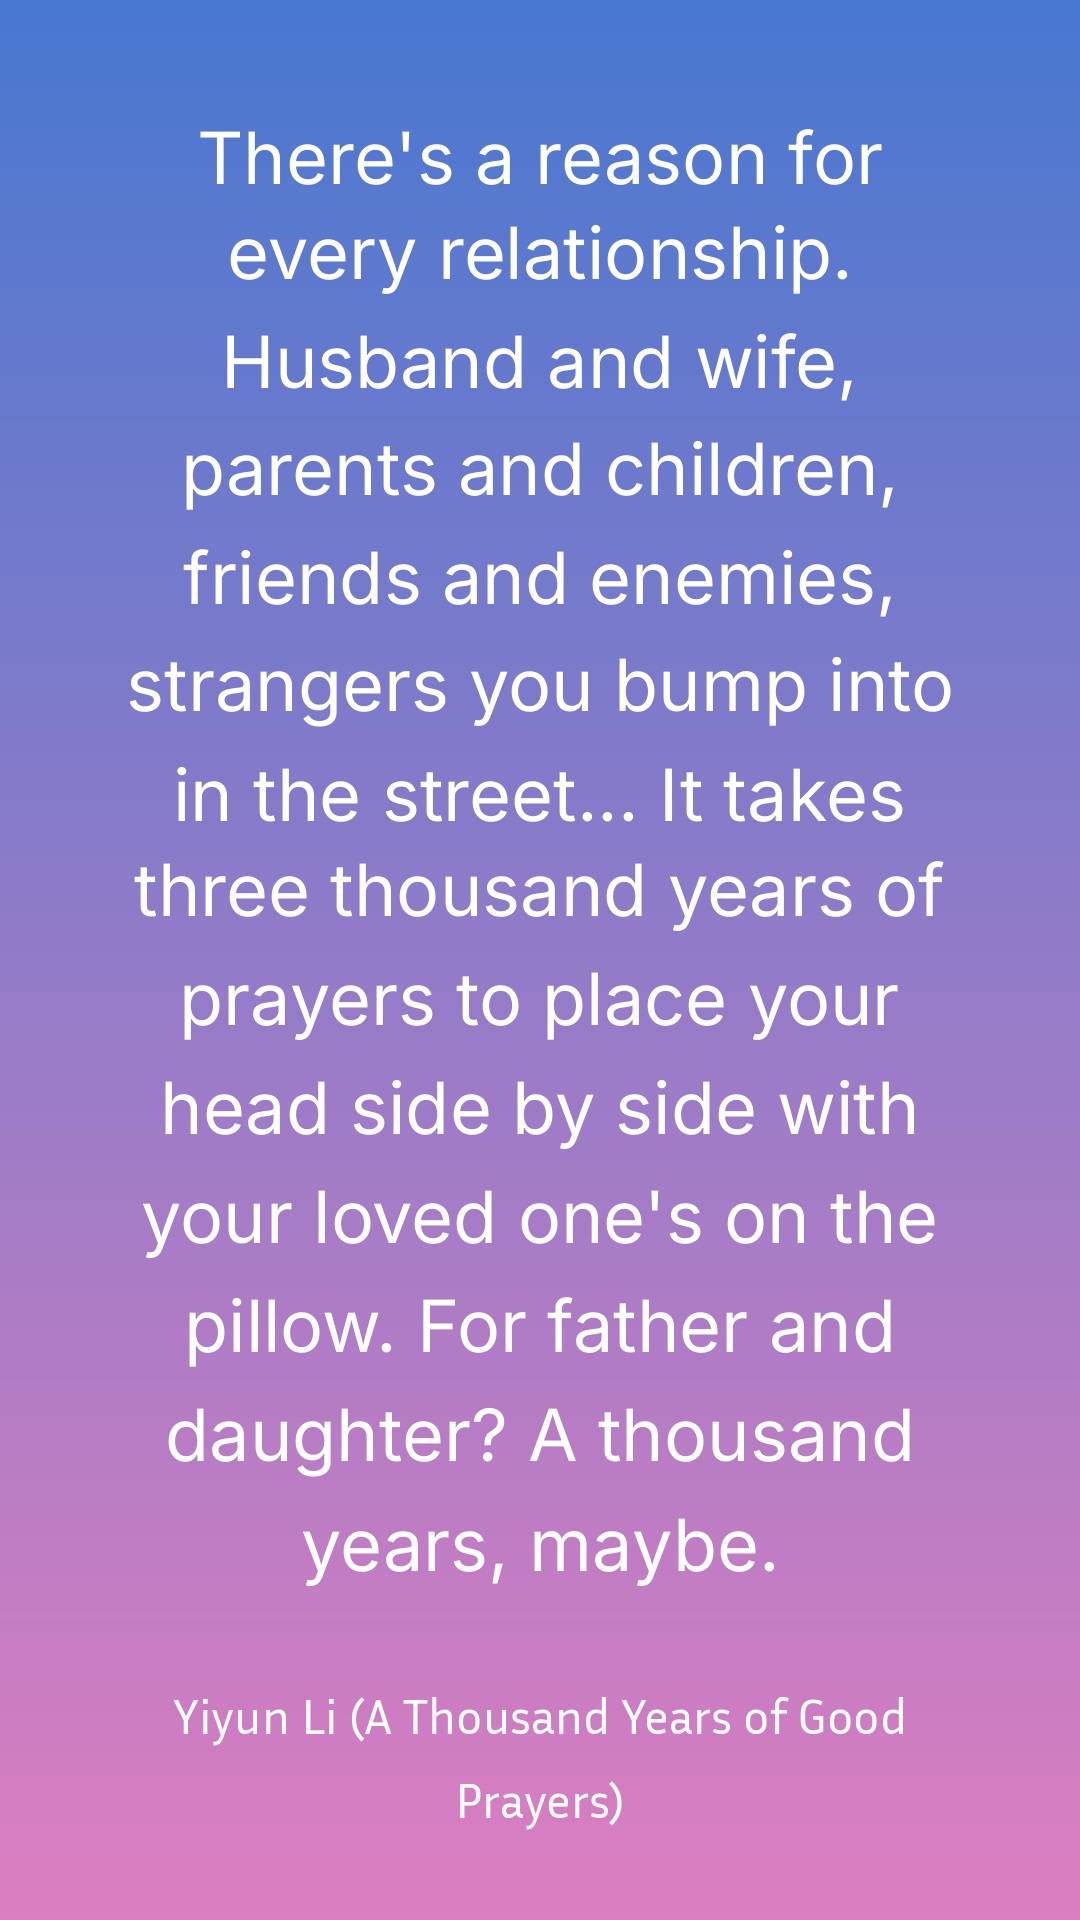 There's a reason for
every relationship.
Husband and wife,
parents and children,
friends and enemies,
strangers you bump into
in the street... It takes
three thousand years of
prayers to place your
head side by side with
your loved one's on the
pillow. For father and
daughter? A thousand
years, maybe.
Yiyun Li (A Thousand Years of Good
Prayers)